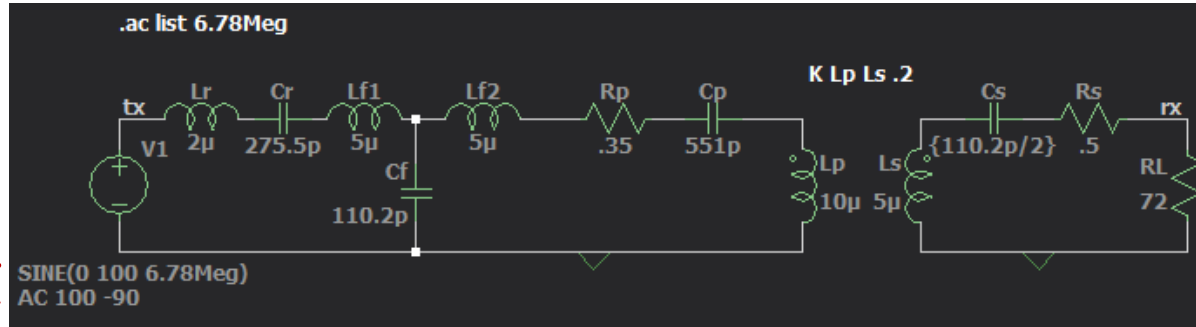 .ac list 6.78Meg
K Lp Ls .2
tx Lr Cr Lf1 Lf2 Rp Cp Cs Rs rx
V1 2µ 275.5p 5µ 5µ .35 551p {110.2p/2} .5
Cf Lp Ls RL
110.2p 10µ 5µ 72
SINE(0 100 6.78Meg)
AC 100 -90